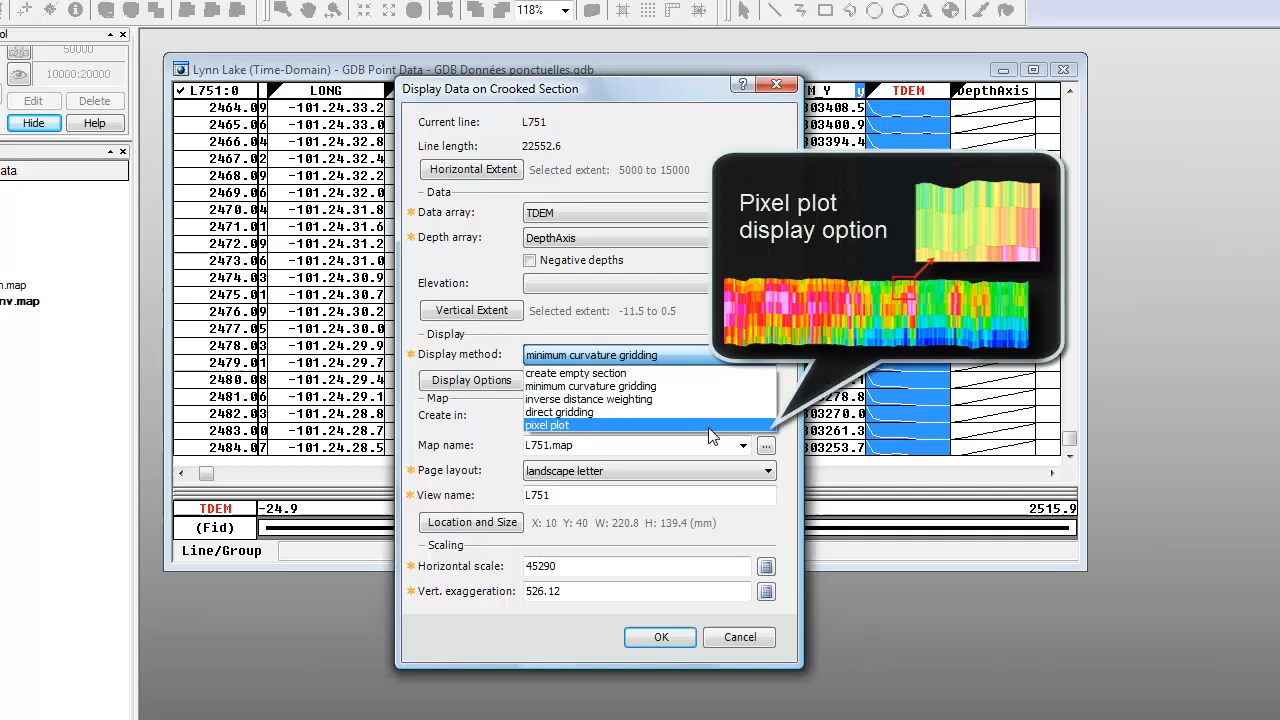 118%
ol
50000
10000:20000
Edit
Delete
Hide
Help
ata
.map
nv.map
Lynn Lake (Time-Domain) - GDB Point Data - GDB Données ponctuelles.gdb
L751:0 LONG M_Y y TDEM DepthAxis
2464.09 -101.24.33.2 303408.5
2465.06 -101.24.33.0 303400.9
2466.04 -101.24.32.8 303394.4
2467.02 -101.24.32.4
2468.09 -101.24.32.2
2469.06 -101.24.32.0
2470.04 -101.24.31.8
2471.02 -101.24.31.6
2472.09 -101.24.31.2
2473.06 -101.24.31.0
2474.03 -101.24.30.9
2475.01 -101.24.30.7
2476.08 -101.24.30.3
2477.05 -101.24.30.0
2478.03 -101.24.29.8
2479.01 -101.24.29.7
2480.08 -101.24.29.4
2481.06 -101.24.29.1
2482.03 -101.24.28.9 303270.0
2483.00 -101.24.28.7 303261.3
2484.07 -101.24.28.5 303253.7
TDEM -24.9 2515.9
(Fid)
Line/Group
Display Data on Crooked Section
Current line: L751
Line length: 22552.6
Horizontal Extent Selected extent: 5000 to 15000
Data
Data array: TDEM
Depth array: DepthAxis
Negative depths
Elevation:
Vertical Extent Selected extent: -11.5 to 0.5
Display
Display method: minimum curvature gridding
create empty section
minimum curvature gridding
inverse distance weighting
direct gridding
pixel plot
Display Options
Map
Create in:
Map name: L751.map
...
Page layout: landscape letter
View name: L751
Location and Size X: 10 Y: 40 W: 220.8 H: 139.4 (mm)
Scaling
Horizontal scale: 45290
Vert. exaggeration: 526.12
OK
Cancel
Pixel plot
display option